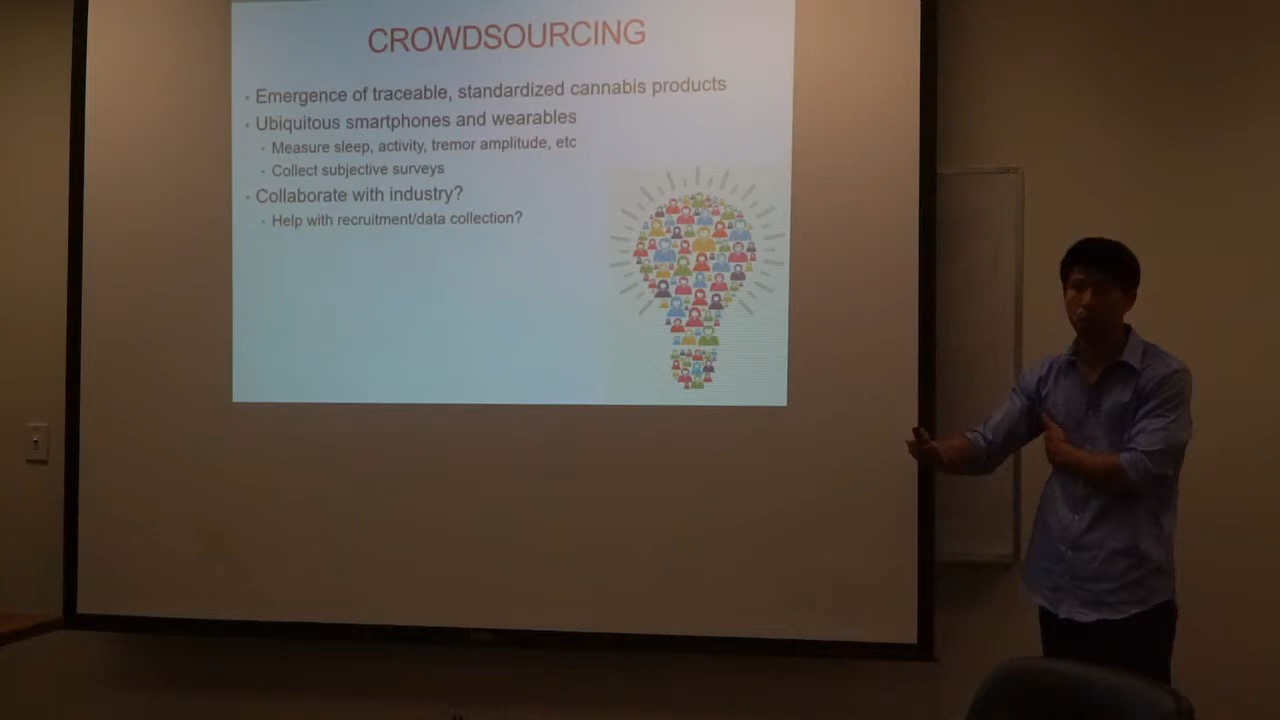 CROWDSOURCING
• Emergence of traceable, standardized cannabis products
• Ubiquitous smartphones and wearables
• Measure sleep, activity, tremor amplitude, etc
• Collect subjective surveys
• Collaborate with industry?
• Help with recruitment/data collection?